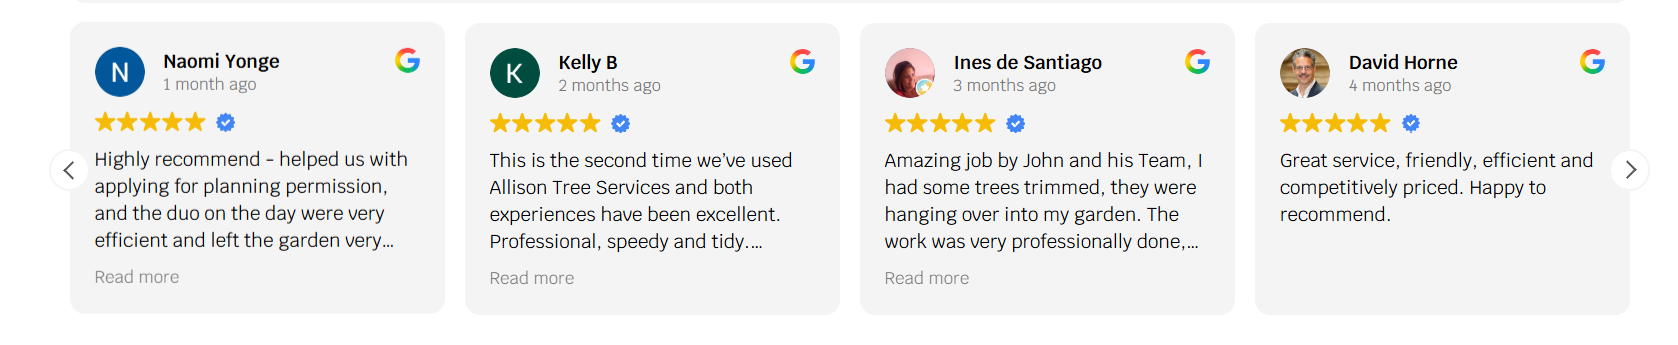 N
Naomi Yonge
1 month ago
Highly recommend - helped us with
applying for planning permission,
and the duo on the day were very
efficient and left the garden very...
Read more
K
Kelly B
2 months ago
This is the second time we've used
Allison Tree Services and both
experiences have been excellent.
Professional, speedy and tidy....
Read more
Ines de Santiago
3 months ago
Amazing job by John and his Team, I
had some trees trimmed, they were
hanging over into my garden. The
work was very professionally done,...
Read more
David Horne
4 months ago
Great service, friendly, efficient and
competitively priced. Happy to
recommend.